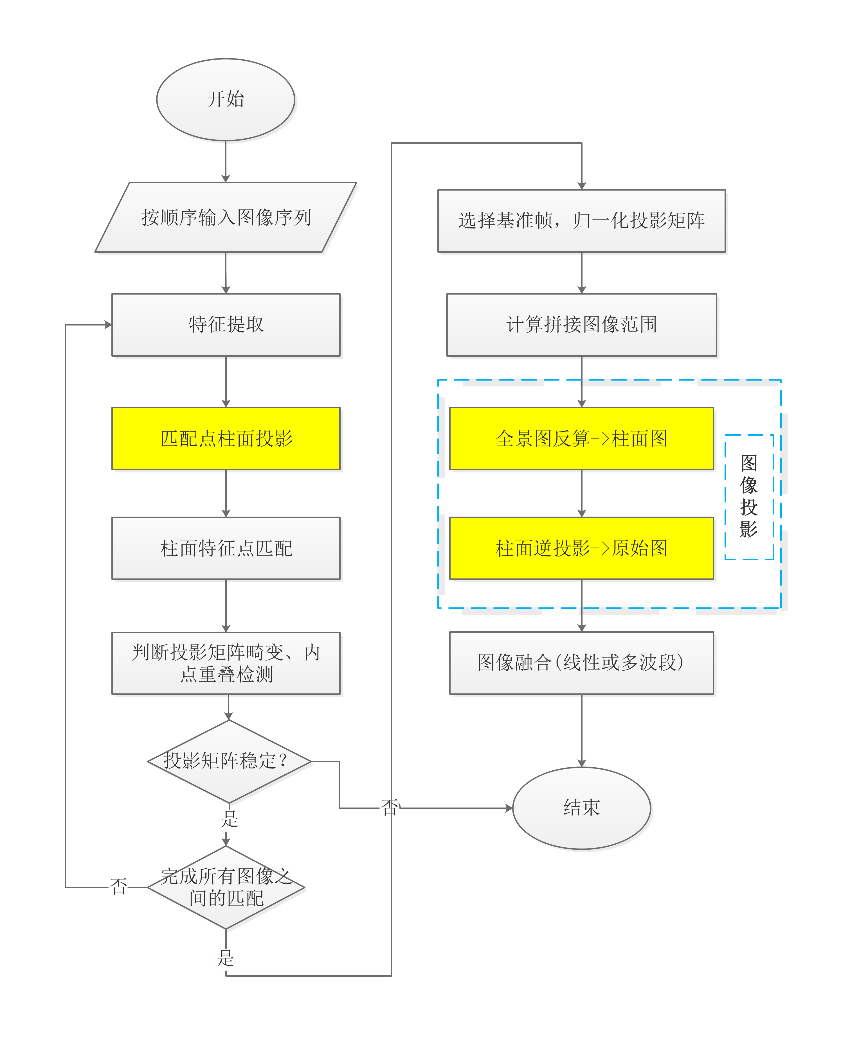 开始
按顺序输入图像序列
特征提取
匹配点柱面投影
柱面特征点匹配
判断投影矩阵畸变、内
点重叠检测
投影矩阵稳定？
否
是
完成所有图像之
间的匹配
否
是
选择基准帧，归一化投影矩阵
计算拼接图像范围
全景图反算->柱面图
柱面逆投影->原始图
图
像
投
影
图像融合(线性或多波段)
结束